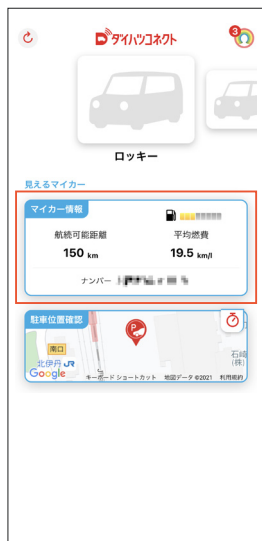 3
ダイハツコネクト
ロッキー
見えるマイカー
マイカー情報
航続可能距離
平均燃費
150 km
19.5 km/l
ナンバー
駐車位置確認
南口
北伊丹 JR
石崎
(株)
Google
キーボード ショートカット
地図データ ©2021
利用規約